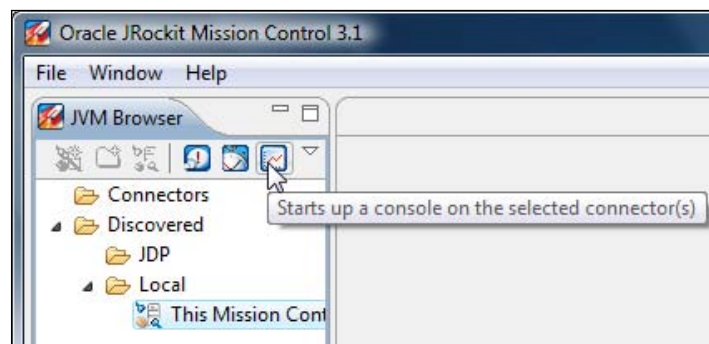 Oracle JRockit Mission Control 3.1
File Window Help
JVM Browser
Connectors
Starts up a console on the selected connector(s)
Discovered
JDP
Local
This Mission Cont